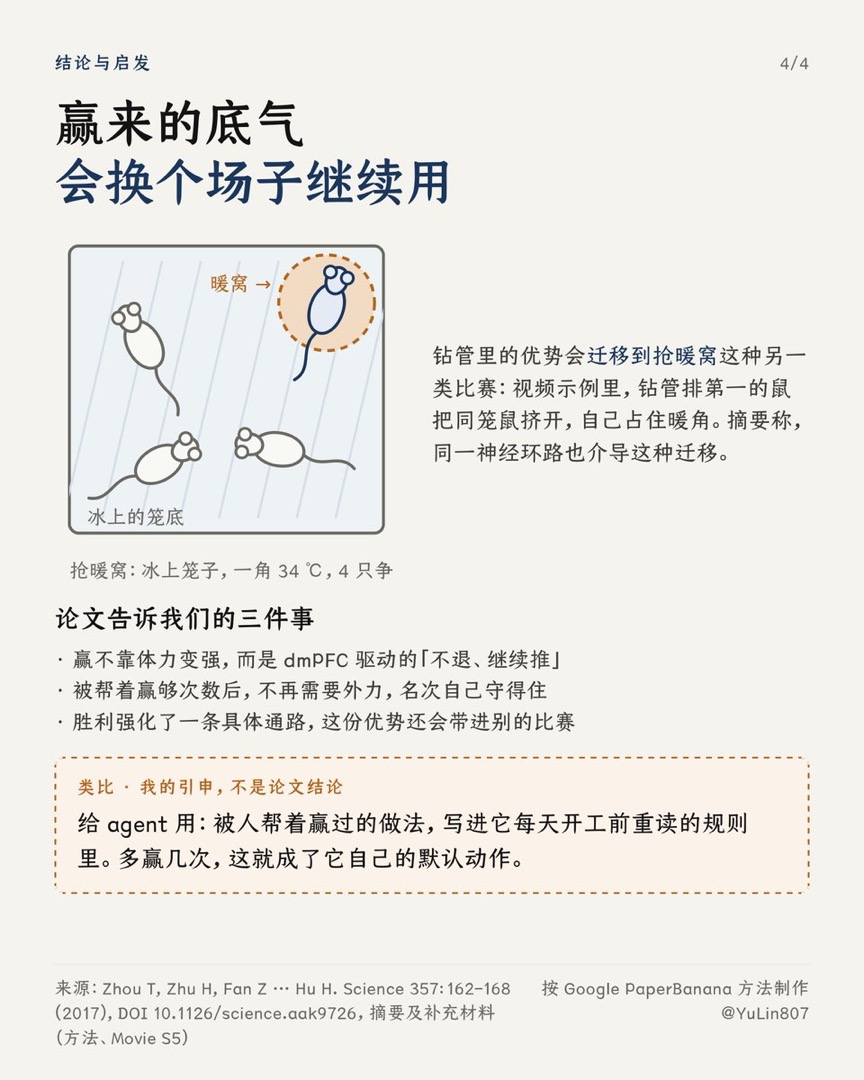 结论与启发
4/4
赢来的底气
会换个场子继续用
暖窝 →
冰上的笼底
抢暖窝：冰上笼子，一角 34 ℃，4 只争
钻管里的优势会迁移到抢暖窝这种另一
类比赛：视频示例里，钻管排第一的鼠
把同笼鼠挤开，自己占住暖角。摘要称，
同一神经环路也介导这种迁移。
论文告诉我们的三件事
· 赢不靠体力变强，而是 dmPFC 驱动的「不退、继续推」
· 被帮着赢够次数后，不再需要外力，名次自己守得住
· 胜利强化了一条具体通路，这份优势还会带进别的比赛
类比 · 我的引申，不是论文结论
给 agent 用：被人帮着赢过的做法，写进它每天开工前重读的规则
里。多赢几次，这就成了它自己的默认动作。
来源：Zhou T, Zhu H, Fan Z ⋯ Hu H. Science 357:162–168
(2017), DOI 10.1126/science.aak9726，摘要及补充材料
(方法、Movie S5)
按 Google PaperBanana 方法制作
@YuLin807